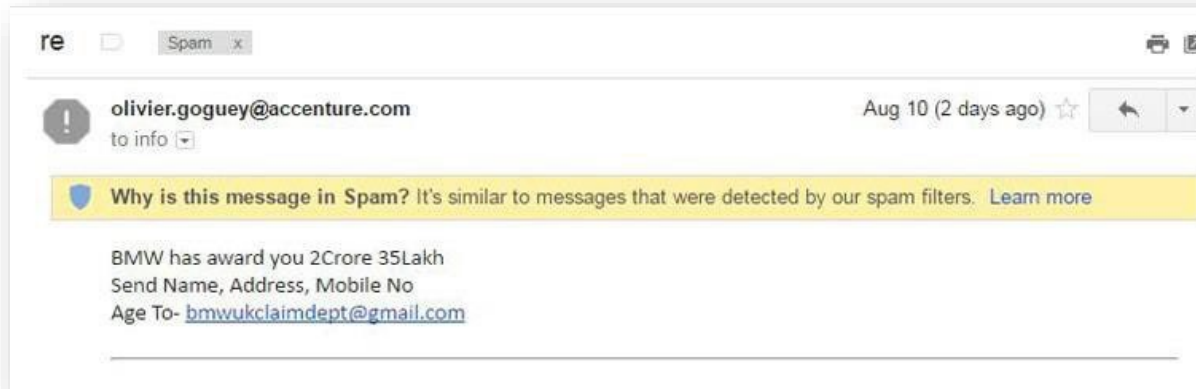 re Spam x
olivier.goguey@accenture.com Aug 10 (2 days ago)
to info
Why is this message in Spam? It's similar to messages that were detected by our spam filters. Learn more
BMW has award you 2Crore 35Lakh
Send Name, Address, Mobile No
Age To- bmwukclaimdept@gmail.com